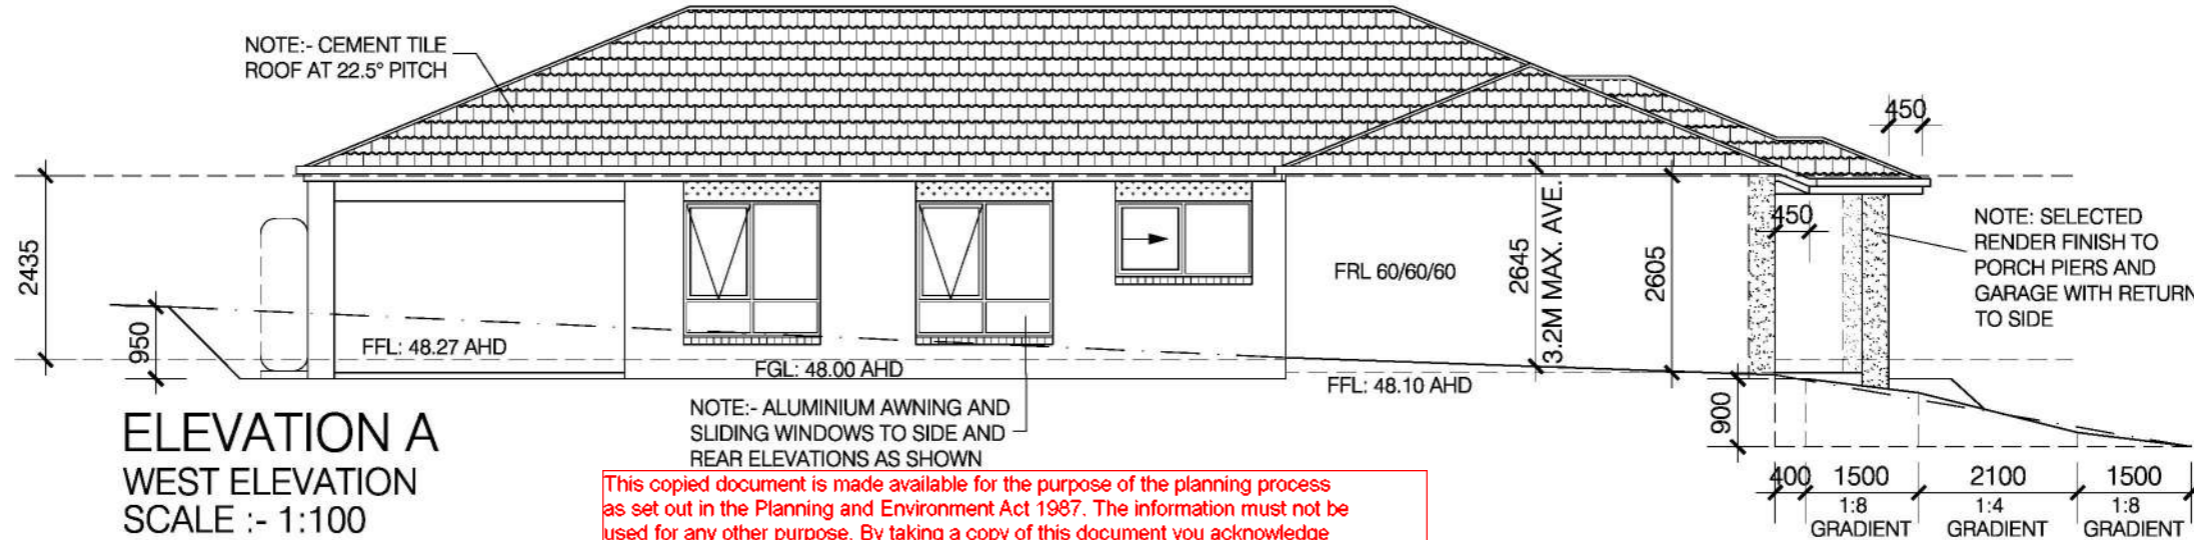 NOTE:- CEMENT TILE
ROOF AT 22.5° PITCH
450
2435
950
FFL: 48.27 AHD
FGL: 48.00 AHD
FRL 60/60/60
2645
3.2M MAX. AVE.
2605
450
FFL: 48.10 AHD
NOTE: SELECTED
RENDER FINISH TO
PORCH PIERS AND
GARAGE WITH RETURN
TO SIDE
NOTE:- ALUMINIUM AWNING AND
SLIDING WINDOWS TO SIDE AND
REAR ELEVATIONS AS SHOWN
900
400 1500 2100 1500
1:8 1:4 1:8
GRADIENT GRADIENT GRADIENT
ELEVATION A
WEST ELEVATION
SCALE :- 1:100
This copied document is made available for the purpose of the planning process
as set out in the Planning and Environment Act 1987. The information must not be
used for any other purpose. By taking a copy of this document you acknowledge